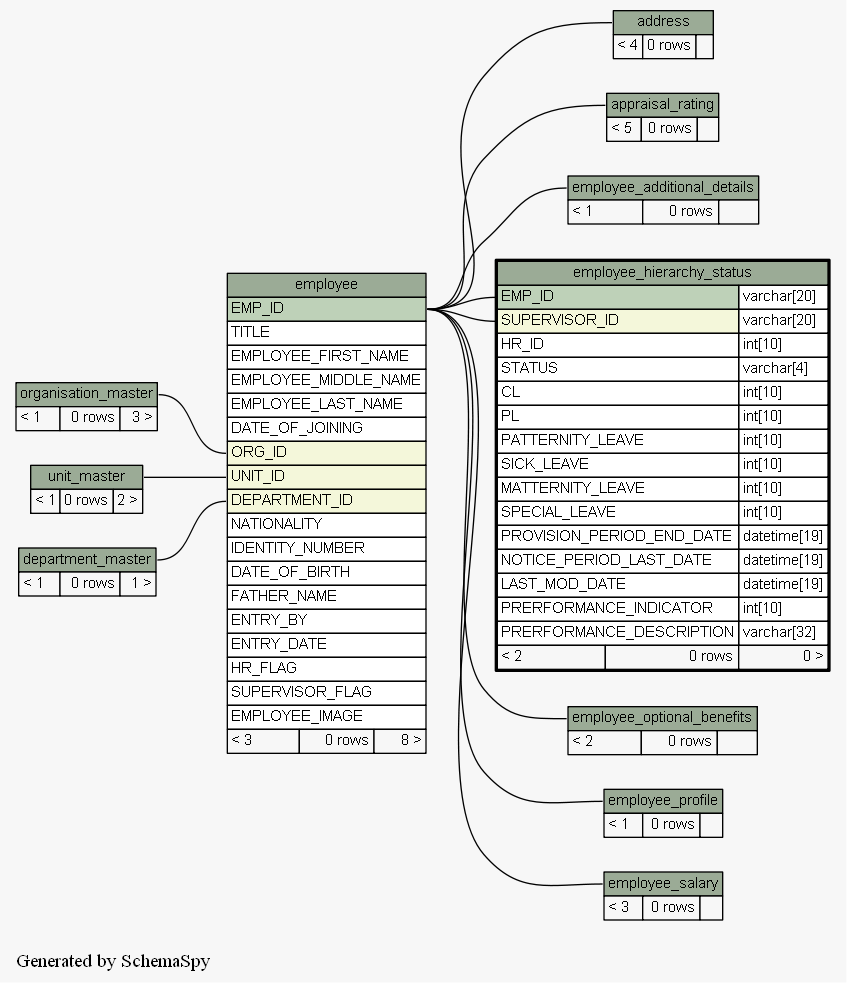 address
< 4 0 rows
appraisal_rating
< 5 0 rows
employee_additional_details
< 1 0 rows
employee
EMP_ID
TITLE
EMPLOYEE_FIRST_NAME
EMPLOYEE_MIDDLE_NAME
EMPLOYEE_LAST_NAME
DATE_OF_JOINING
ORG_ID
UNIT_ID
DEPARTMENT_ID
NATIONALITY
IDENTITY_NUMBER
DATE_OF_BIRTH
FATHER_NAME
ENTRY_BY
ENTRY_DATE
HR_FLAG
SUPERVISOR_FLAG
EMPLOYEE_IMAGE
< 3 0 rows 8 >
employee_hierarchy_status
EMP_ID varchar[20]
SUPERVISOR_ID varchar[20]
HR_ID int[10]
STATUS varchar[4]
CL int[10]
PL int[10]
PATTERNITY_LEAVE int[10]
SICK_LEAVE int[10]
MATTERNITY_LEAVE int[10]
SPECIAL_LEAVE int[10]
PROVISION_PERIOD_END_DATE datetime[19]
NOTICE_PERIOD_LAST_DATE datetime[19]
LAST_MOD_DATE datetime[19]
PRERFORMANCE_INDICATOR int[10]
PRERFORMANCE_DESCRIPTION varchar[32]
< 2 0 rows 0 >
organisation_master
< 1 0 rows 3 >
unit_master
< 1 0 rows 2 >
department_master
< 1 0 rows 1 >
employee_optional_benefits
< 2 0 rows
employee_profile
< 1 0 rows
employee_salary
< 3 0 rows
Generated by SchemaSpy